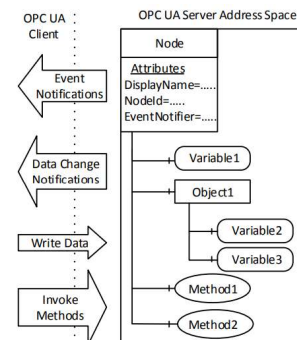 OPC UA
Client
OPC UA Server Address Space
Node
Attributes
DisplayName=.....
NodeId=.....
EventNotifier=.....
Event
Notifications
Data Change
Notifications
Write Data
Invoke
Methods
Variable1
Object1
Variable2
Variable3
Method1
Method2